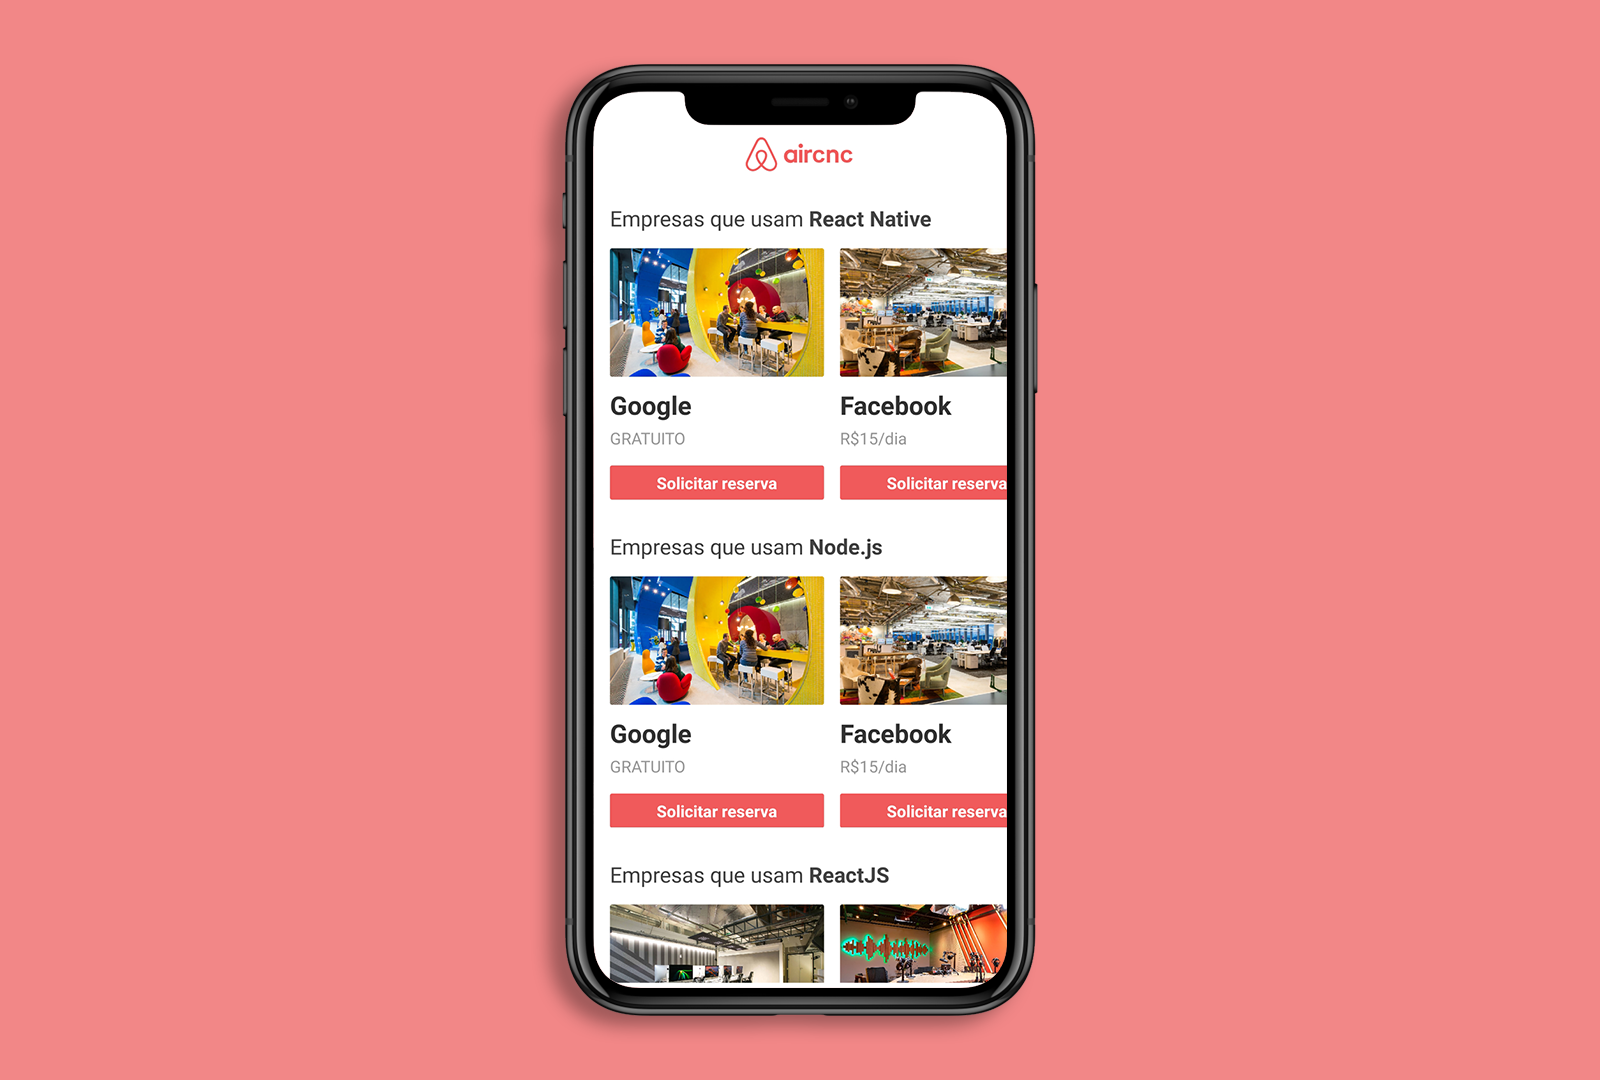 aircnc
Empresas que usam React Native
Google
GRATUITO
Solicitar reserva
Facebook
R$15/dia
Solicitar reserva
Empresas que usam Node.js
Google
GRATUITO
Solicitar reserva
Facebook
R$15/dia
Solicitar reserva
Empresas que usam ReactJS